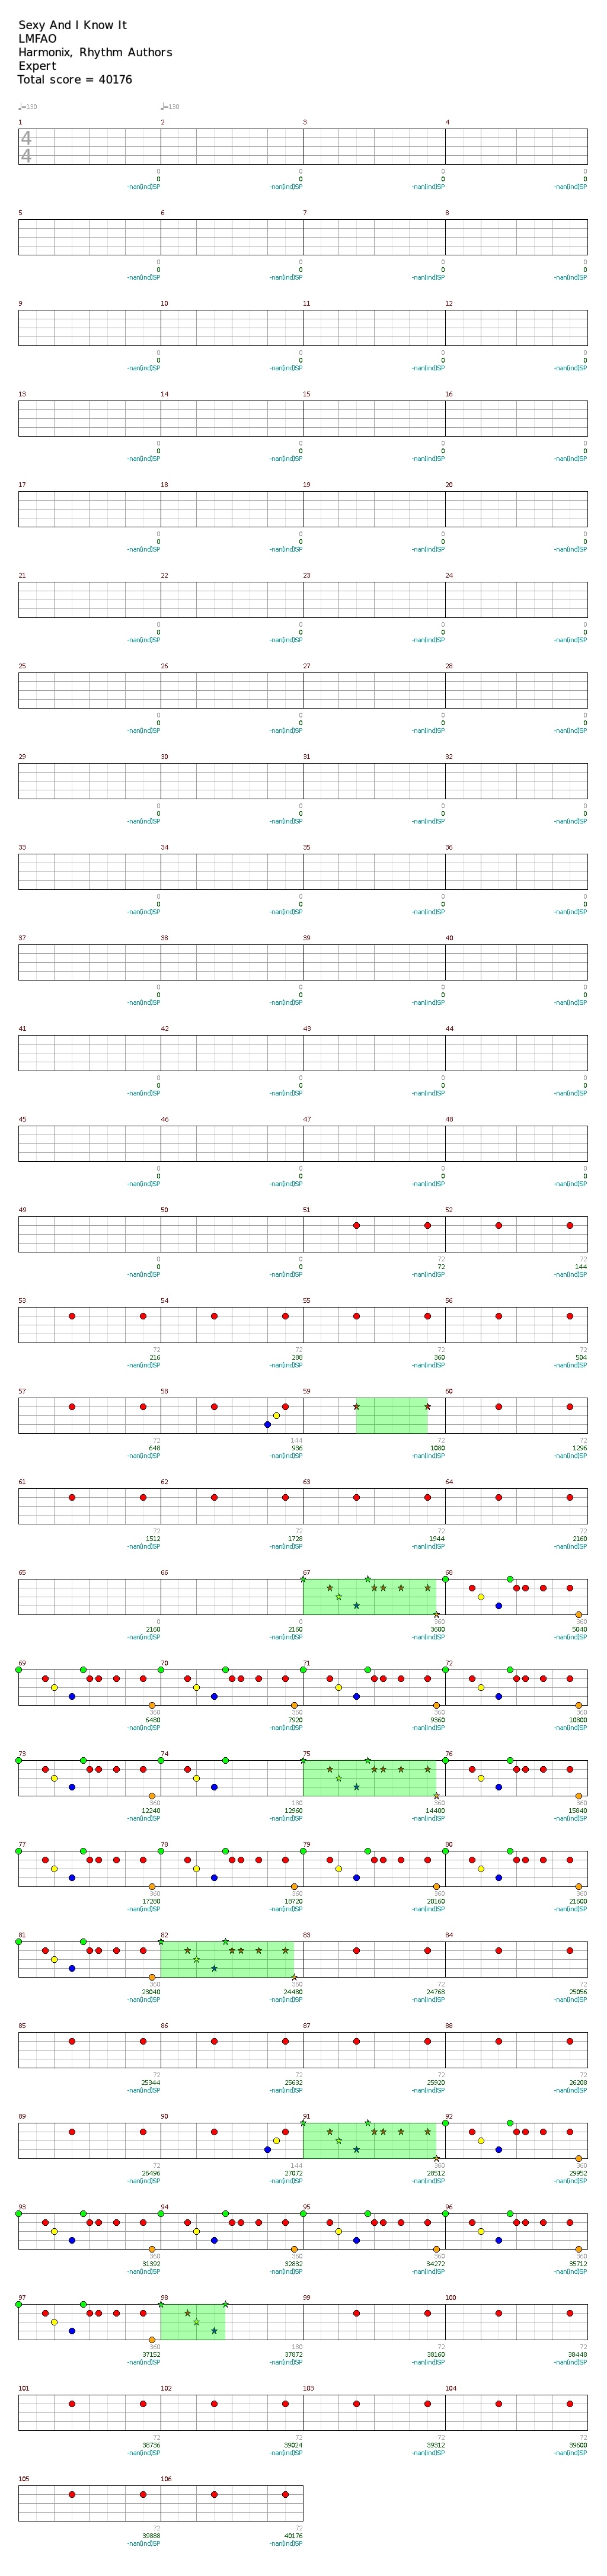 Sexy And I Know It
LMFAO
Harmonix, Rhythm Authors
Expert
Total score = 40176
♩=130 ♩=130
1 2 3 4
4
4
0 0 0 0
0 0 0 0
-nan(ind)SP -nan(ind)SP -nan(ind)SP -nan(ind)SP
5 6 7 8
0 0 0 0
0 0 0 0
-nan(ind)SP -nan(ind)SP -nan(ind)SP -nan(ind)SP
9 10 11 12
0 0 0 0
0 0 0 0
-nan(ind)SP -nan(ind)SP -nan(ind)SP -nan(ind)SP
13 14 15 16
0 0 0 0
0 0 0 0
-nan(ind)SP -nan(ind)SP -nan(ind)SP -nan(ind)SP
17 18 19 20
0 0 0 0
0 0 0 0
-nan(ind)SP -nan(ind)SP -nan(ind)SP -nan(ind)SP
21 22 23 24
0 0 0 0
0 0 0 0
-nan(ind)SP -nan(ind)SP -nan(ind)SP -nan(ind)SP
25 26 27 28
0 0 0 0
0 0 0 0
-nan(ind)SP -nan(ind)SP -nan(ind)SP -nan(ind)SP
29 30 31 32
0 0 0 0
0 0 0 0
-nan(ind)SP -nan(ind)SP -nan(ind)SP -nan(ind)SP
33 34 35 36
0 0 0 0
0 0 0 0
-nan(ind)SP -nan(ind)SP -nan(ind)SP -nan(ind)SP
37 38 39 40
0 0 0 0
0 0 0 0
-nan(ind)SP -nan(ind)SP -nan(ind)SP -nan(ind)SP
41 42 43 44
0 0 0 0
0 0 0 0
-nan(ind)SP -nan(ind)SP -nan(ind)SP -nan(ind)SP
45 46 47 48
0 0 0 0
0 0 0 0
-nan(ind)SP -nan(ind)SP -nan(ind)SP -nan(ind)SP
49 50 51 52
0 0 72 72
0 0 72 144
-nan(ind)SP -nan(ind)SP -nan(ind)SP -nan(ind)SP
53 54 55 56
72 72 72 72
216 288 360 504
-nan(ind)SP -nan(ind)SP -nan(ind)SP -nan(ind)SP
57 58 59 60
72 144 72 72
648 936 1080 1296
-nan(ind)SP -nan(ind)SP -nan(ind)SP -nan(ind)SP
61 62 63 64
72 72 72 72
1512 1728 1944 2160
-nan(ind)SP -nan(ind)SP -nan(ind)SP -nan(ind)SP
65 66 67 68
0 0 360 360
2160 2160 3600 5040
-nan(ind)SP -nan(ind)SP -nan(ind)SP -nan(ind)SP
69 70 71 72
360 360 360 360
6480 7920 9360 10800
-nan(ind)SP -nan(ind)SP -nan(ind)SP -nan(ind)SP
73 74 75 76
360 180 360 360
12240 12960 14400 15840
-nan(ind)SP -nan(ind)SP -nan(ind)SP -nan(ind)SP
77 78 79 80
360 360 360 360
17280 18720 20160 21600
-nan(ind)SP -nan(ind)SP -nan(ind)SP -nan(ind)SP
81 82 83 84
360 360 72 72
23040 24480 24768 25056
-nan(ind)SP -nan(ind)SP -nan(ind)SP -nan(ind)SP
85 86 87 88
72 72 72 72
25344 25632 25920 26208
-nan(ind)SP -nan(ind)SP -nan(ind)SP -nan(ind)SP
89 90 91 92
72 144 360 360
26496 27072 28512 29952
-nan(ind)SP -nan(ind)SP -nan(ind)SP -nan(ind)SP
93 94 95 96
360 360 360 360
31392 32832 34272 35712
-nan(ind)SP -nan(ind)SP -nan(ind)SP -nan(ind)SP
97 98 99 100
360 180 72 72
37152 37872 38160 38448
-nan(ind)SP -nan(ind)SP -nan(ind)SP -nan(ind)SP
101 102 103 104
72 72 72 72
38736 39024 39312 39600
-nan(ind)SP -nan(ind)SP -nan(ind)SP -nan(ind)SP
105 106
72 72
39888 40176
-nan(ind)SP -nan(ind)SP